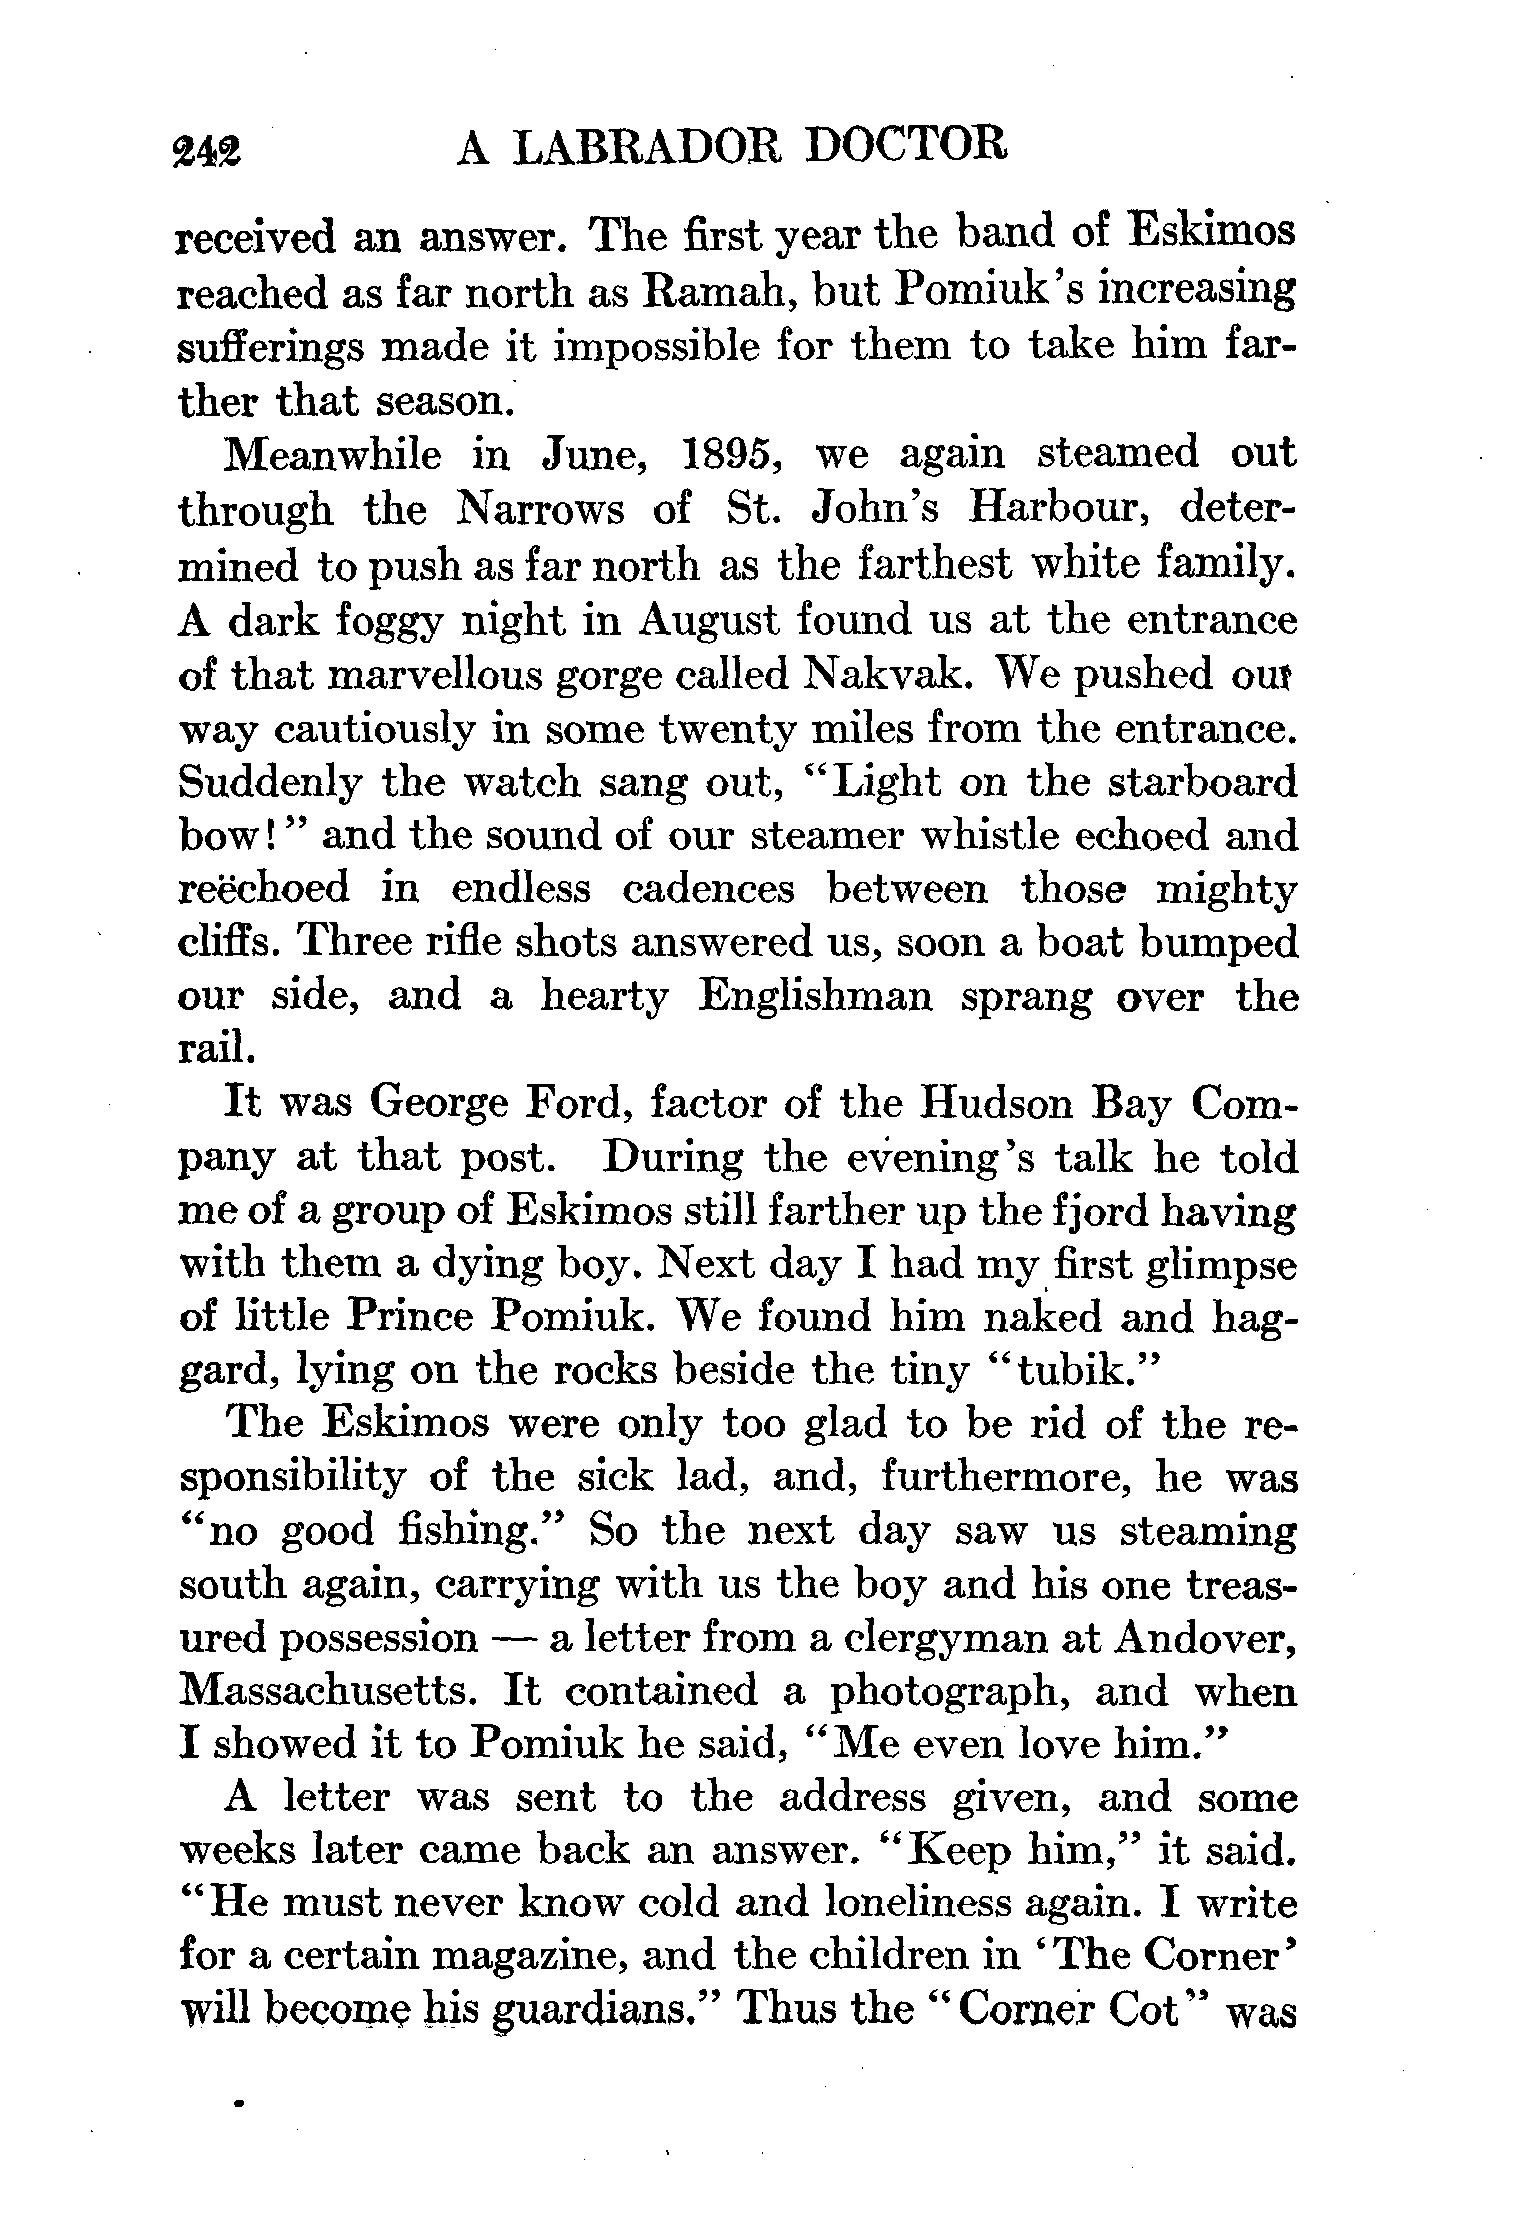 242 A LABRADOR DOCTOR
received an answer. The first year the band of Eskimos
reached as far north as Ramah, but Pomiuk's increasing
sufferings made it impossible for them to take him far-
ther that season.
Meanwhile in June, 1895, we again steamed out
through the Narrows of St. John's Harbour, deter-
mined to push as far north as the farthest white family.
A dark foggy night in August found us at the entrance
of that marvellous gorge called Nakvak. We pushed our
way cautiously in some twenty miles from the entrance.
Suddenly the watch sang out, "Light on the starboard
bow!" and the sound of our steamer whistle echoed and
reëchoed in endless cadences between those mighty
cliffs. Three rifle shots answered us, soon a boat bumped
our side, and a hearty Englishman sprang over the
rail.
It was George Ford, factor of the Hudson Bay Com-
pany at that post. During the evening's talk he told
me of a group of Eskimos still farther up the fjord having
with them a dying boy. Next day I had my first glimpse
of little Prince Pomiuk. We found him naked and hag-
gard, lying on the rocks beside the tiny "tubik."
The Eskimos were only too glad to be rid of the re-
sponsibility of the sick lad, and, furthermore, he was
"no good fishing." So the next day saw us steaming
south again, carrying with us the boy and his one treas-
ured possession — a letter from a clergyman at Andover,
Massachusetts. It contained a photograph, and when
I showed it to Pomiuk he said, "Me even love him."
A letter was sent to the address given, and some
weeks later came back an answer. "Keep him," it said.
"He must never know cold and loneliness again. I write
for a certain magazine, and the children in 'The Corner'
will become his guardians." Thus the "Corner Cot" was